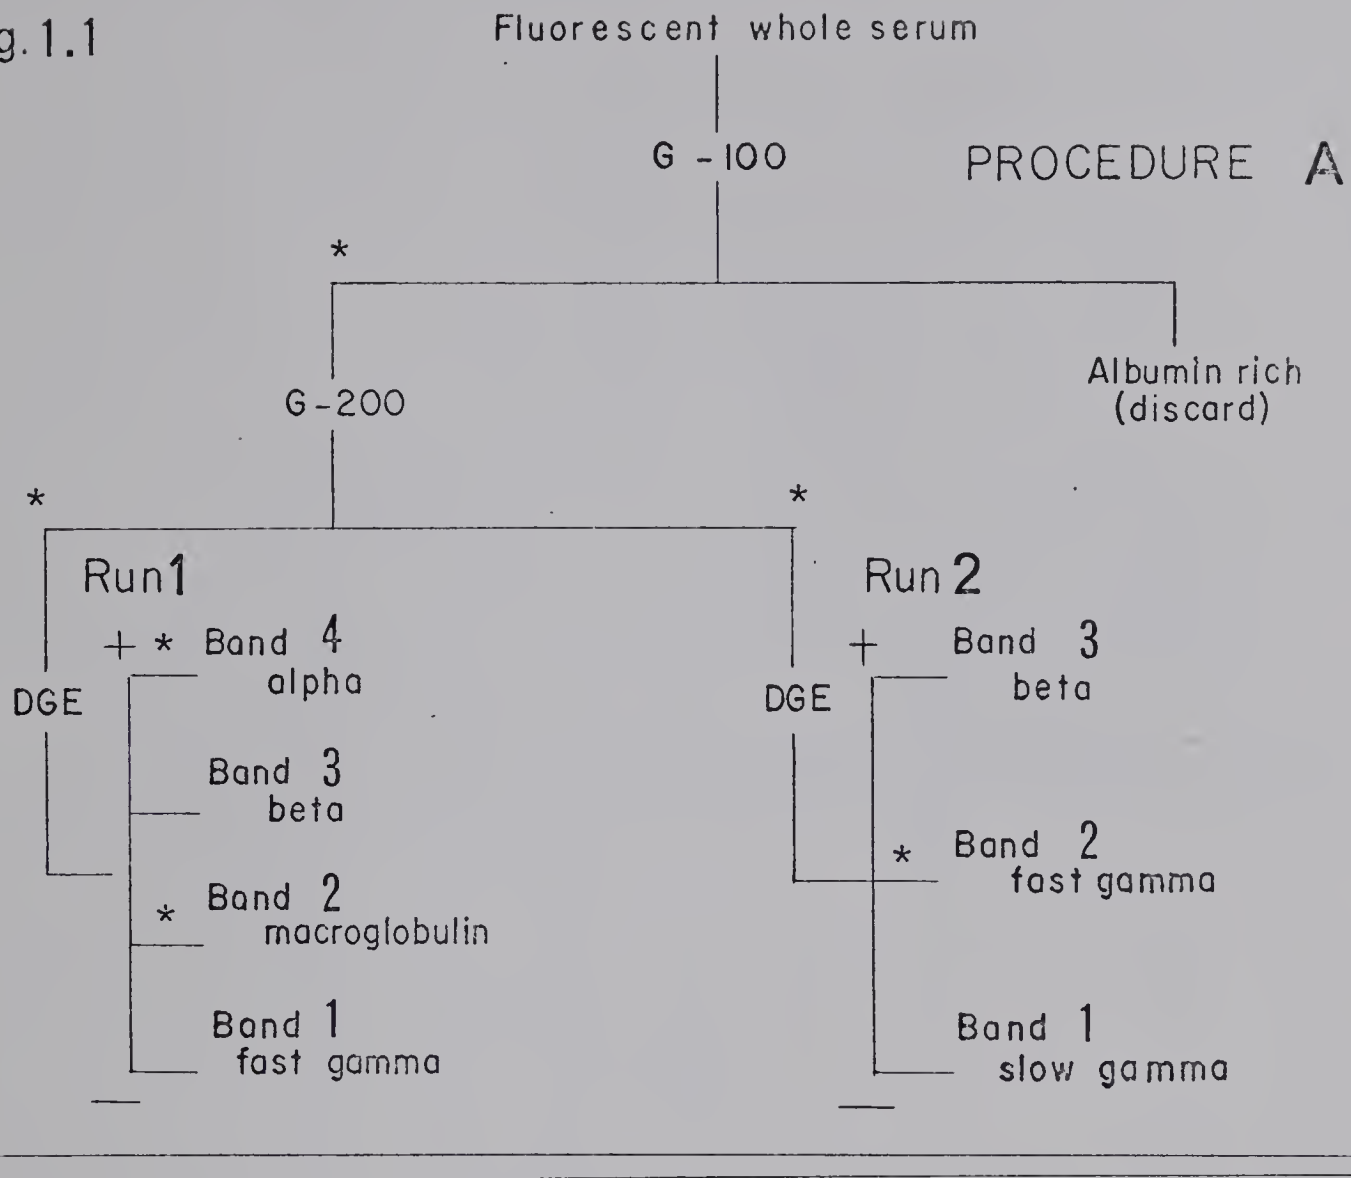 g. 1.1
Fluorescent whole serum
G -100
PROCEDURE A
*
Albumin rich
(discard)
G-200
*
*
Run 1
+ * Band 4
alpha
DGE
Band 3
beta
* Band 2
macroglobulin
Band 1
fast gamma
—
Run 2
+ Band 3
beta
DGE
* Band 2
fast gamma
Band 1
slow gamma
—